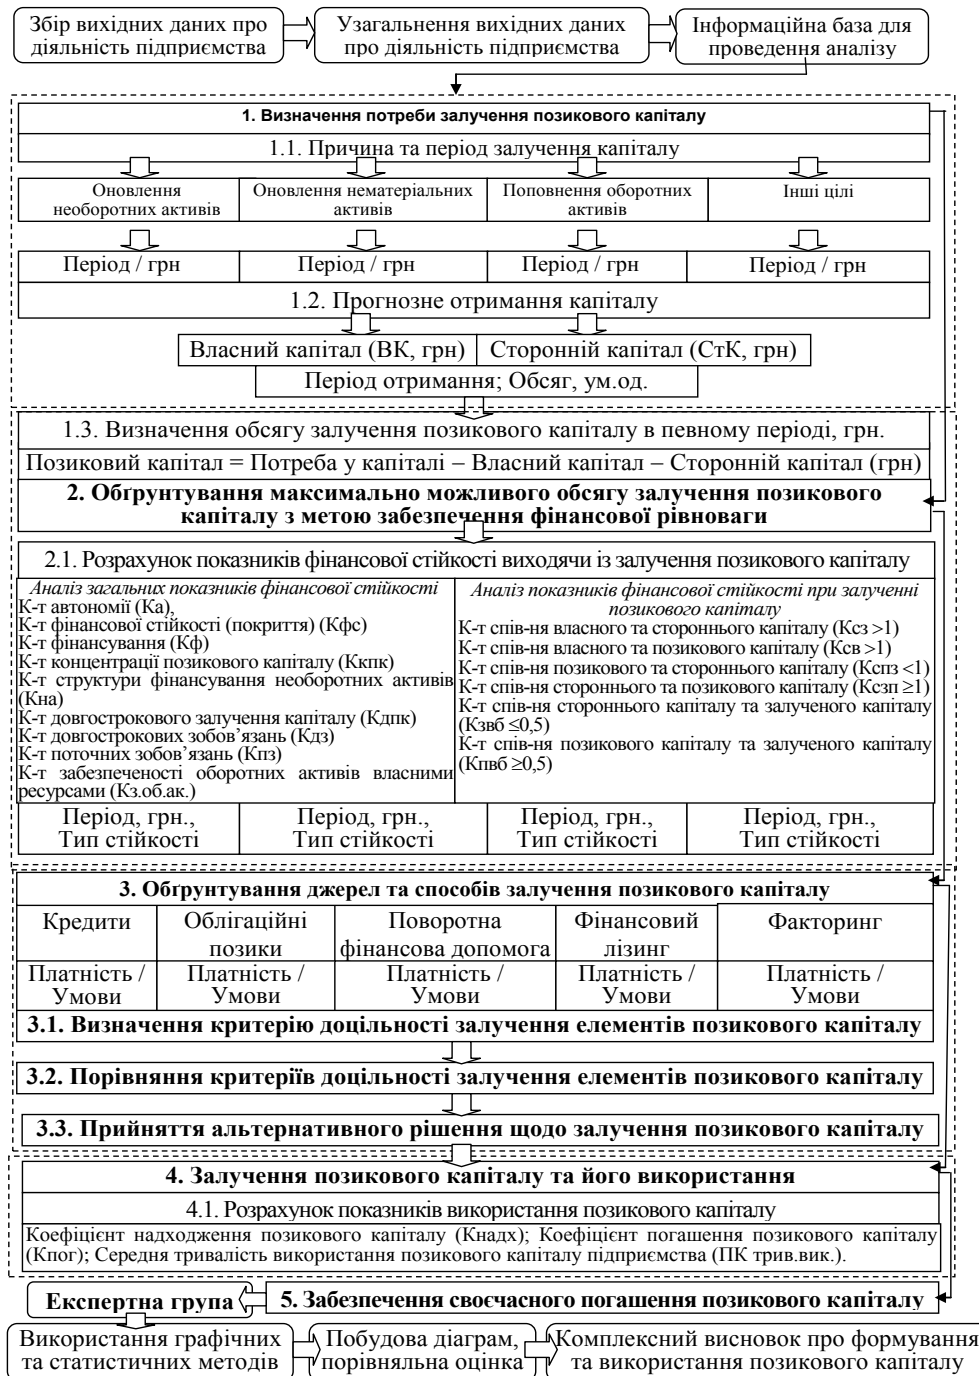 Збір вихідних даних про
діяльність підприємства
Узагальнення вихідних даних
про діяльність підприємства
Інформаційна база для
проведення аналізу
1. Визначення потреби залучення позикового капіталу
1.1. Причина та період залучення капіталу
Оновлення
необоротних активів
Оновлення нематеріальних
активів
Поповнення оборотних
активів
Інші цілі
Період / грн
Період / грн
Період / грн
Період / грн
1.2. Прогнозне отримання капіталу
Власний капітал (ВК, грн)
Сторонній капітал (СтК, грн)
Період отримання; Обсяг, ум.од.
1.3. Визначення обсягу залучення позикового капіталу в певному періоді, грн.
Позиковий капітал = Потреба у капіталі – Власний капітал – Сторонній капітал (грн)
2. Обґрунтування максимально можливого обсягу залучення позикового
капіталу з метою забезпечення фінансової рівноваги
2.1. Розрахунок показників фінансової стійкості виходячи із залучення позикового капіталу
Аналіз загальних показників фінансової стійкості
К-т автономії (Ка),
К-т фінансової стійкості (покриття) (Кфс)
К-т фінансування (Кф)
К-т концентрації позикового капіталу (Ккпк)
К-т структури фінансування необоротних активів
(Кна)
К-т довгострокового залучення капіталу (Кдпк)
К-т довгострокових зобов’язань (Кдз)
К-т поточних зобов’язань (Кпз)
К-т забезпеченості оборотних активів власними
ресурсами (Кз.об.ак.)
Аналіз показників фінансової стійкості при залученні
позикового капіталу
К-т спів-ня власного та стороннього капіталу (Ксз >1)
К-т спів-ня власного та позикового капіталу (Ксв >1)
К-т спів-ня позикового та стороннього капіталу (Кспз <1)
К-т спів-ня стороннього та позикового капіталу (Ксзп ≥1)
К-т спів-ня стороннього капіталу та залученого капіталу
(Кзвб ≤0,5)
К-т спів-ня позикового капіталу та залученого капіталу
(Кпвб ≥0,5)
Період, грн.,
Тип стійкості
Період, грн.,
Тип стійкості
Період, грн.,
Тип стійкості
Період, грн.,
Тип стійкості
3. Обґрунтування джерел та способів залучення позикового капіталу
Кредити
Облігаційні
позики
Поворотна
фінансова допомога
Фінансовий
лізинг
Факторинг
Платність /
Умови
Платність /
Умови
Платність /
Умови
Платність /
Умови
Платність /
Умови
3.1. Визначення критерію доцільності залучення елементів позикового капіталу
3.2. Порівняння критеріїв доцільності залучення елементів позикового капіталу
3.3. Прийняття альтернативного рішення щодо залучення позикового капіталу
4. Залучення позикового капіталу та його використання
4.1. Розрахунок показників використання позикового капіталу
Коефіцієнт надходження позикового капіталу (Кнадх); Коефіцієнт погашення позикового капіталу
(Кпог); Середня тривалість використання позикового капіталу підприємства (ПК трив.вик.).
Експертна група
5. Забезпечення своєчасного погашення позикового капіталу
Використання графічних
та статистичних методів
Побудова діаграм,
порівняльна оцінка
Комплексний висновок про формування
та використання позикового капіталу